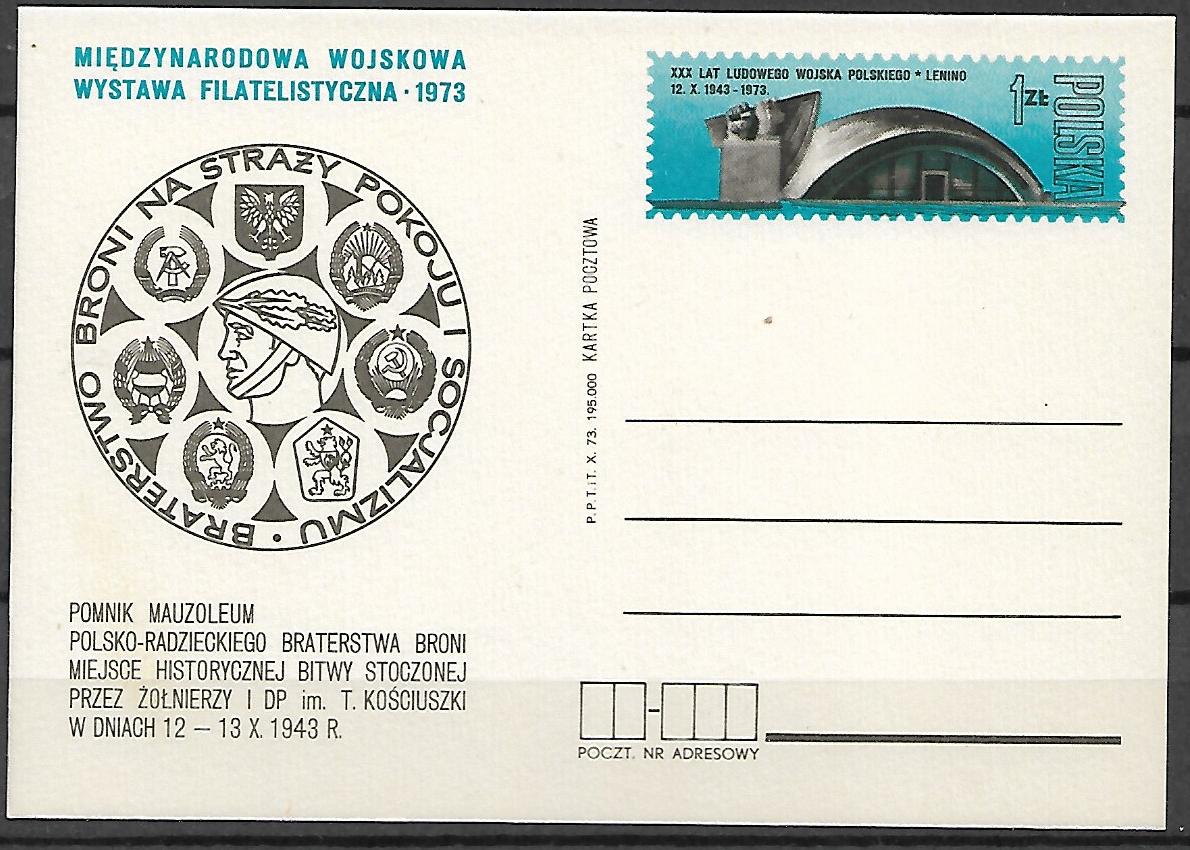 MIĘDZYNARODOWA WOJSKOWA
WYSTAWA FILATELISTYCZNA · 1973
BRATERSTWO BRONI NA STRAŻY POKOJU I SOCJALIZMU ·
POMNIK MAUZOLEUM
POLSKO-RADZIECKIEGO BRATERSTWA BRONI
MIEJSCE HISTORYCZNEJ BITWY STOCZONEJ
PRZEZ ŻOŁNIERZY I DP im. T. KOŚCIUSZKI
W DNIACH 12 – 13 X. 1943 R.
P.P.T.iT. X. 73. 195.000 KARTKA POCZTOWA
XXX LAT LUDOWEGO WOJSKA POLSKIEGO * LENINO
12. X. 1943-1973.
1 ZŁ
POLSKA
POCZT. NR ADRESOWY